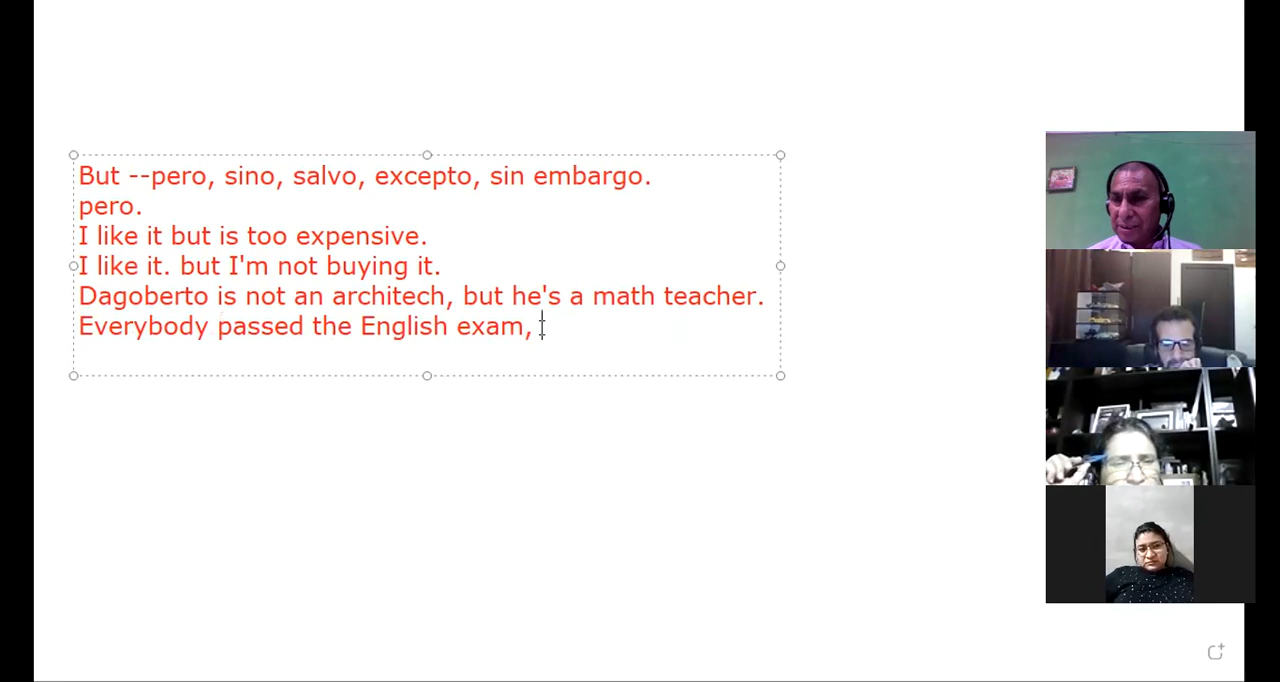 But --pero, sino, salvo, excepto, sin embargo.
pero.
I like it but is too expensive.
I like it. but I'm not buying it.
Dagoberto is not an architech, but he's a math teacher.
Everybody passed the English exam,